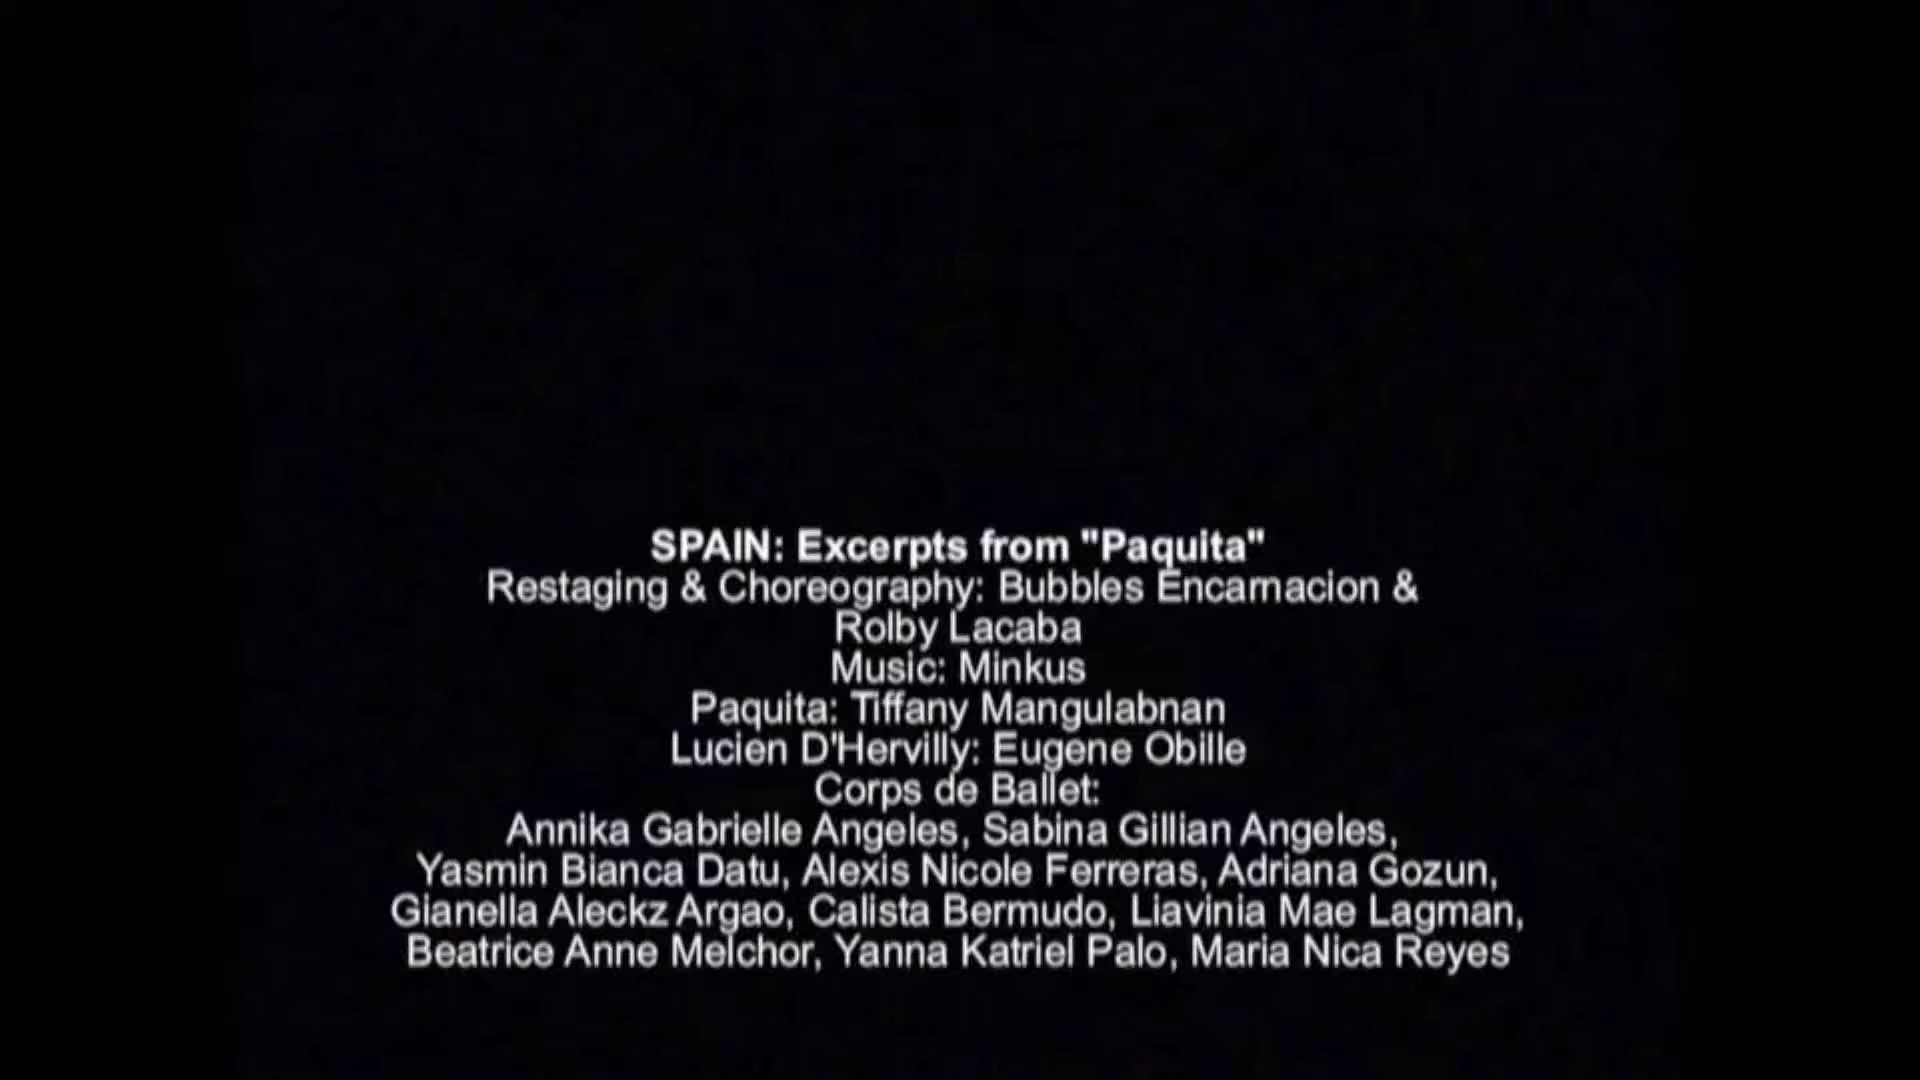 SPAIN: Excerpts from "Paquita"
Restaging & Choreography: Bubbles Encarnacion &
Rolby Lacaba
Music: Minkus
Paquita: Tiffany Mangulabnan
Lucien D'Hervilly: Eugene Obille
Corps de Ballet:
Annika Gabrielle Angeles, Sabina Gillian Angeles,
Yasmin Bianca Datu, Alexis Nicole Ferreras, Adriana Gozun,
Gianella Aleckz Argao, Calista Bermudo, Liavinia Mae Lagman,
Beatrice Anne Melchor, Yanna Katriel Palo, Maria Nica Reyes